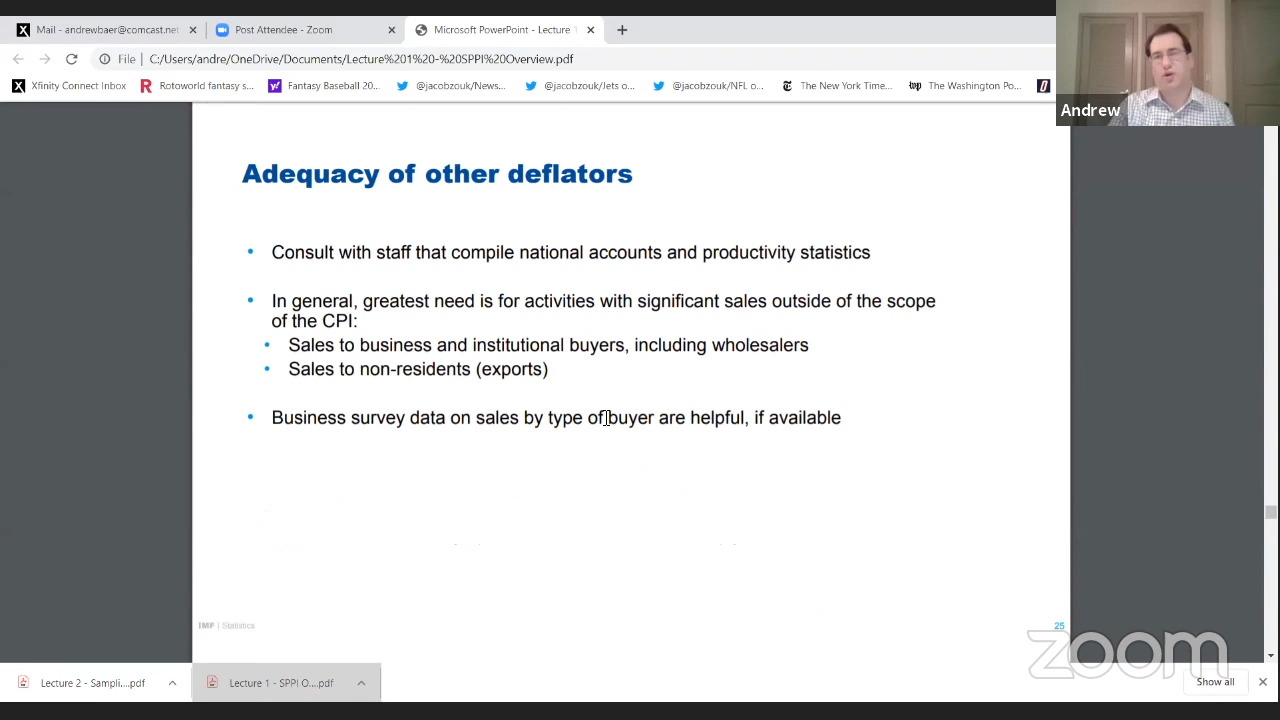 Mail - andrewbaer@comcast.net
Post Attendee - Zoom
Microsoft PowerPoint - Lecture 1
File
C:/Users/andre/OneDrive/Documents/Lecture%201%20-%20SPPI%20Overview.pdf
Xfinity Connect Inbox
Rotoworld fantasy s...
Fantasy Baseball 20...
@jacobzouk/News...
@jacobzouk/Jets o...
@jacobzouk/NFL o...
The New York Time...
The Washington Po...
Andrew
Adequacy of other deflators
• Consult with staff that compile national accounts and productivity statistics
• In general, greatest need is for activities with significant sales outside of the scope
of the CPI:
• Sales to business and institutional buyers, including wholesalers
• Sales to non-residents (exports)
• Business survey data on sales by type of buyer are helpful, if available
IMF | Statistics
25
zoom
Lecture 2 - Sampli....pdf
Lecture 1 - SPPI O....pdf
Show all